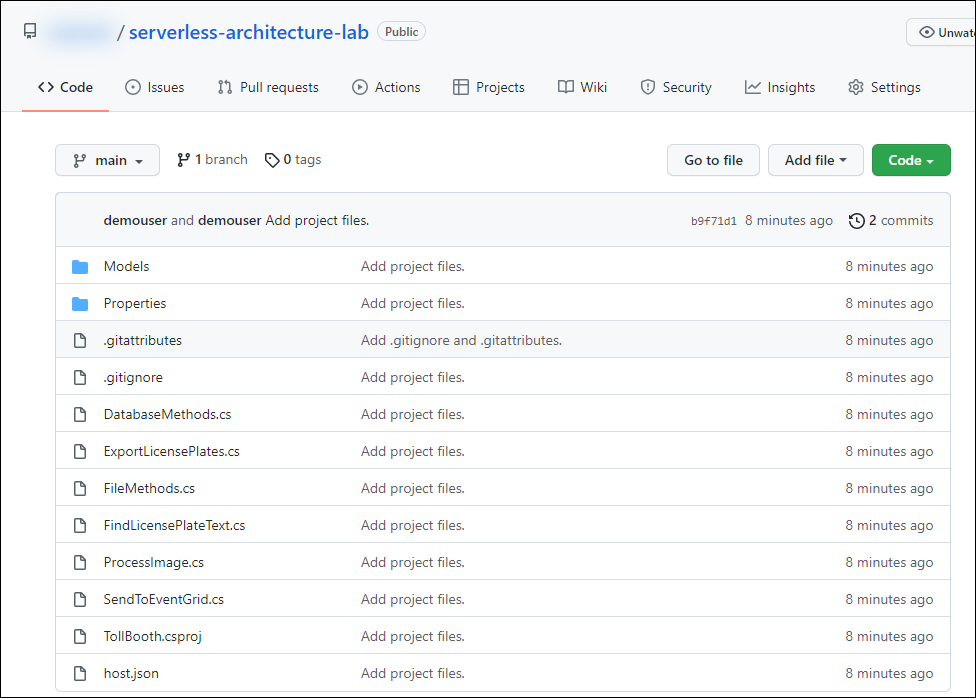 / serverless-architecture-lab Public
Unwat
Code Issues Pull requests Actions Projects Wiki Security Insights Settings
main 1 branch 0 tags Go to file Add file Code
demouser and demouser Add project files. b9f71d1 8 minutes ago 2 commits
Models Add project files. 8 minutes ago
Properties Add project files. 8 minutes ago
.gitattributes Add .gitignore and .gitattributes. 8 minutes ago
.gitignore Add project files. 8 minutes ago
DatabaseMethods.cs Add project files. 8 minutes ago
ExportLicensePlates.cs Add project files. 8 minutes ago
FileMethods.cs Add project files. 8 minutes ago
FindLicensePlateText.cs Add project files. 8 minutes ago
ProcessImage.cs Add project files. 8 minutes ago
SendToEventGrid.cs Add project files. 8 minutes ago
TollBooth.csproj Add project files. 8 minutes ago
host.json Add project files. 8 minutes ago